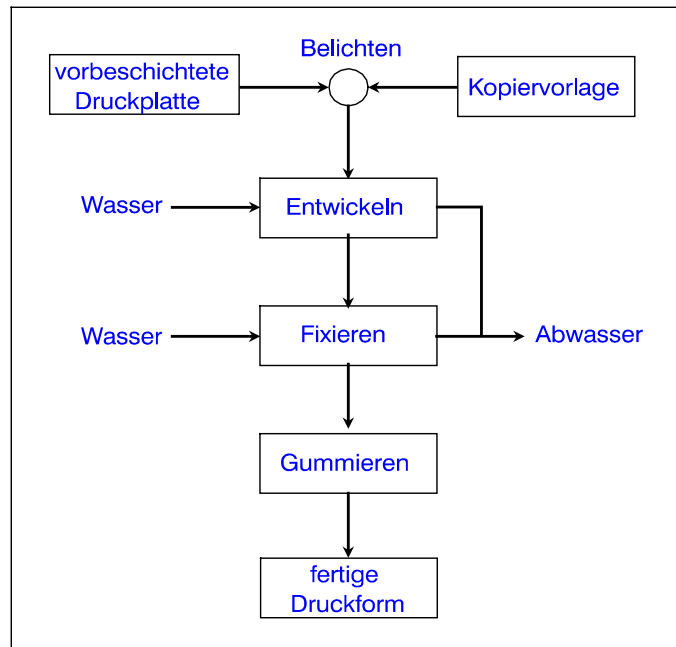 Belichten
vorbeschichtete
Druckplatte
Kopiervorlage
Wasser
Entwickeln
Wasser
Fixieren
Abwasser
Gummieren
fertige
Druckform